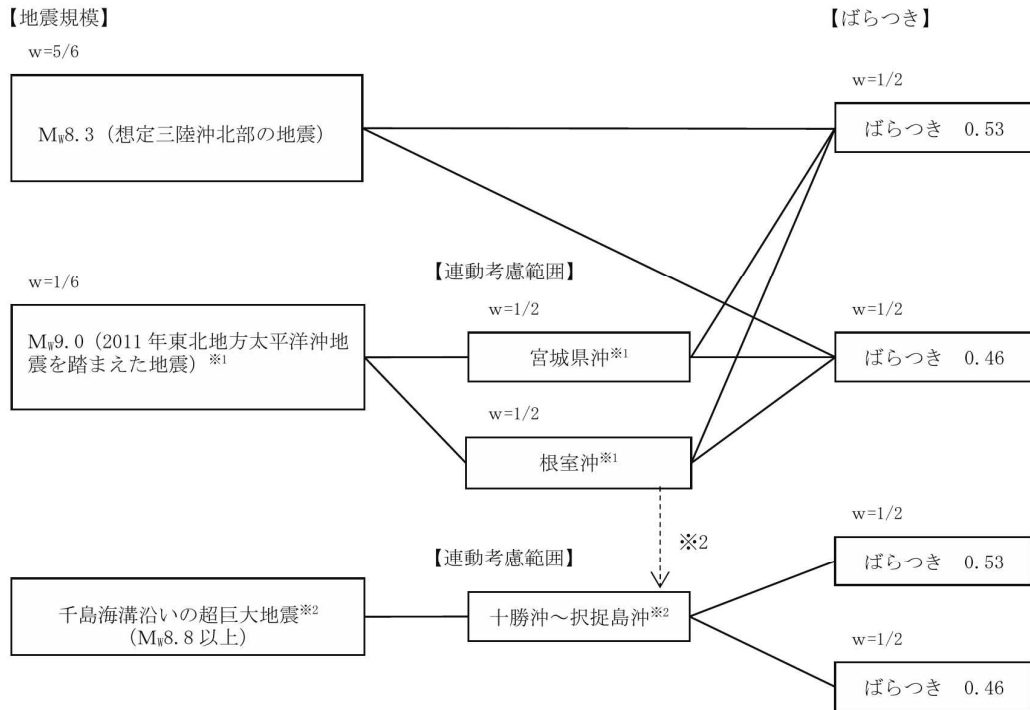 【地震規模】
【ばらつき】
w=5/6
w=1/2
MW8.3（想定三陸沖北部の地震）
ばらつき 0.53
【連動考慮範囲】
w=1/6
w=1/2
w=1/2
MW9.0（2011年東北地方太平洋沖地
震を踏まえた地震）※1
宮城県沖※1
ばらつき 0.46
w=1/2
根室沖※1
w=1/2
※2
【連動考慮範囲】
ばらつき 0.53
千島海溝沿いの超巨大地震※2
（MW8.8以上）
十勝沖～択捉島沖※2
w=1/2
ばらつき 0.46